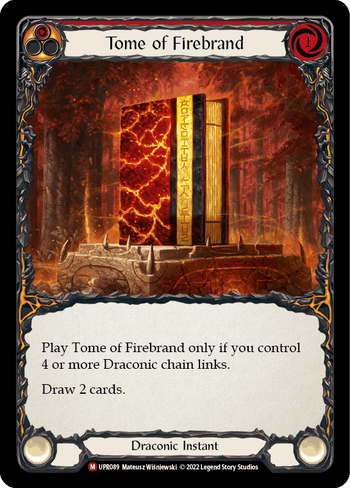 Tome of Firebrand
1
Play Tome of Firebrand only if you control
4 or more Draconic chain links.
Draw 2 cards.
Draconic Instant
M UPR089 Mateusz Wiśniewski © 2022 Legend Story Studios